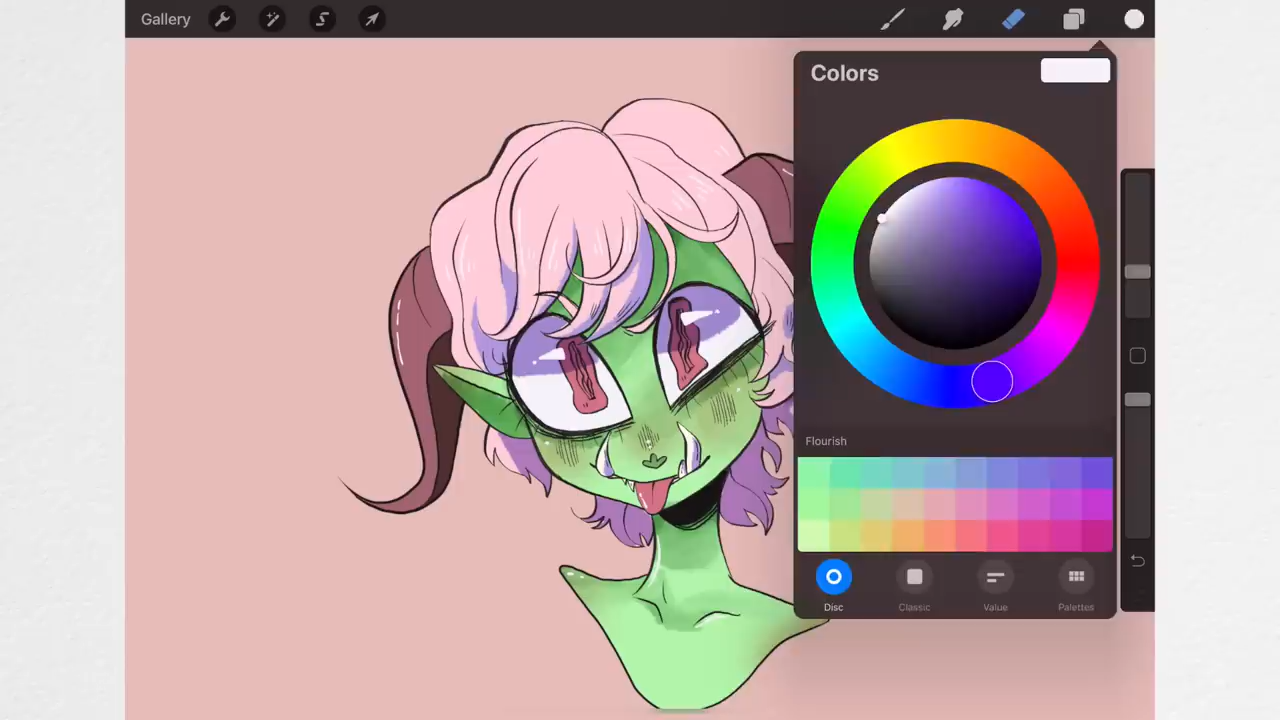 Gallery
Colors
Flourish
Disc
Classic
Value
Palettes